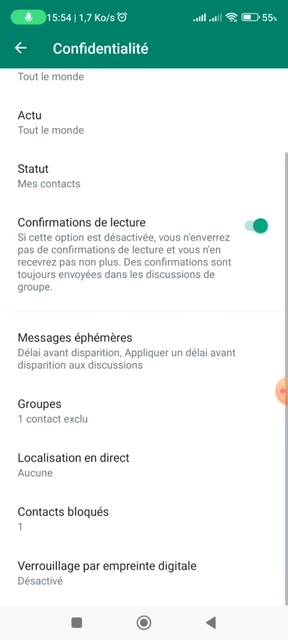 15:54 | 1,7 Ko/s
55%
Confidentialité
Tout le monde
Actu
Tout le monde
Statut
Mes contacts
Confirmations de lecture
Si cette option est désactivée, vous n'enverrez
pas de confirmations de lecture et vous n'en
recevrez pas non plus. Des confirmations sont
toujours envoyées dans les discussions de
groupe.
Messages éphémères
Délai avant disparition, Appliquer un délai avant
disparition aux discussions
Groupes
1 contact exclu
Localisation en direct
Aucune
Contacts bloqués
1
Verrouillage par empreinte digitale
Désactivé